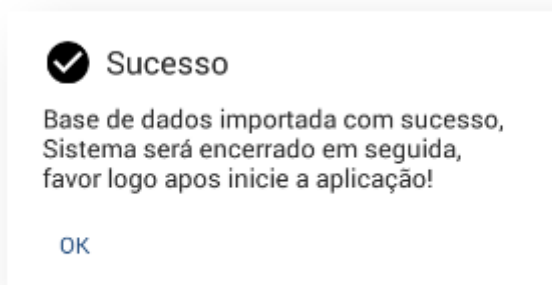 Sucesso
Base de dados importada com sucesso,
Sistema será encerrado em seguida,
favor logo apos inicie a aplicação!
OK